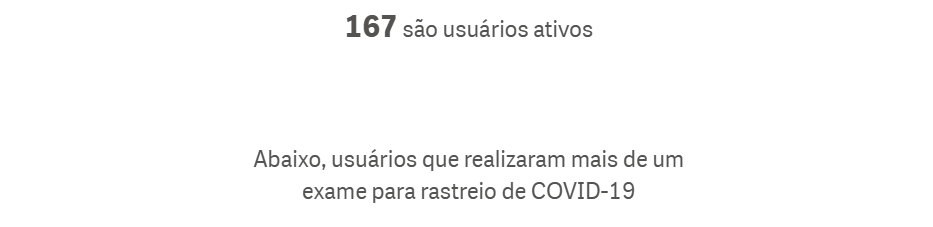 167 são usuários ativos
Abaixo, usuários que realizaram mais de um
exame para rastreio de COVID-19